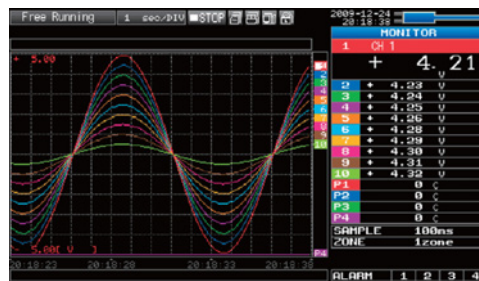 Free Running 1 sec/DIV ■STOP
2009-12-24
20:18:38
MONITOR
1 CH 1
+ 4. 21
V
2 + 4.23 V
3 + 4.24 V
4 + 4.25 V
5 + 4.26 V
6 + 4.28 V
7 + 4.29 V
8 + 4.30 V
9 + 4.31 V
10 + 4.32 V
P1 0 C
P2 0 C
P3 0 C
P4 0 C
SAMPLE 100ms
ZONE 1zone
+ 5.00
- 5.00[ V ]
P4
20:18:23 20:18:28 20:18:33 20:18:38
ALARM 1 2 3 4